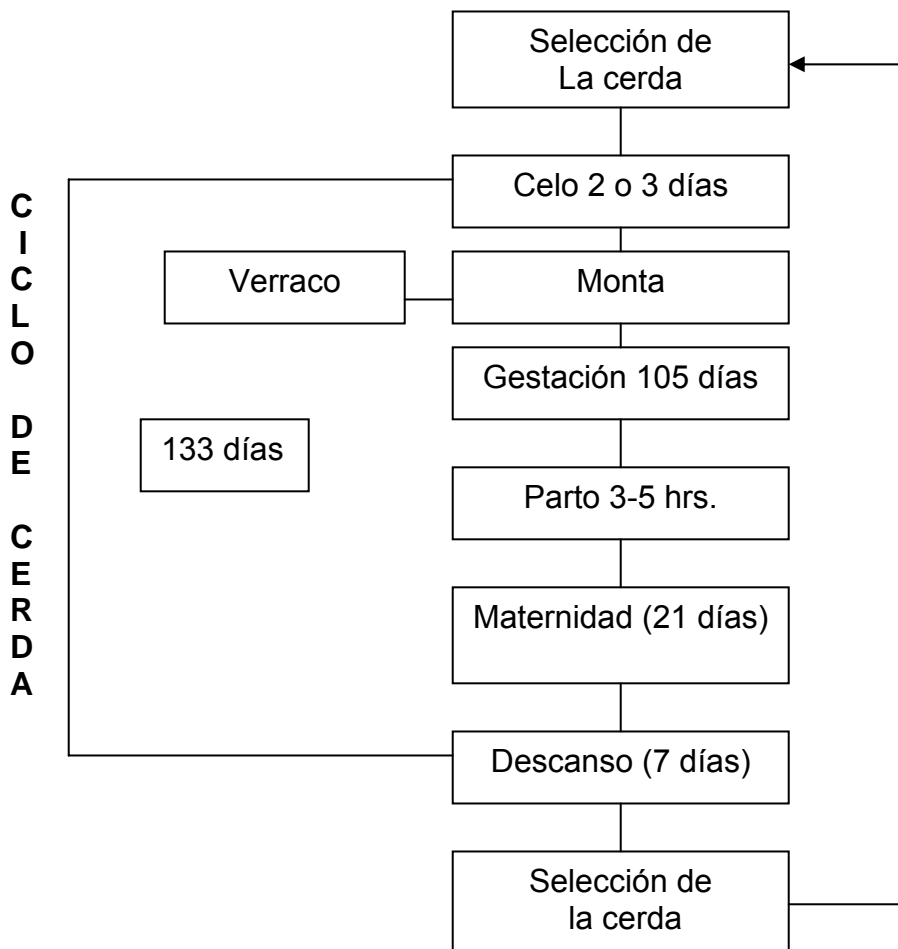 Selección de
La cerda
Celo 2 o 3 días
Verraco
Monta
Gestación 105 días
133 días
Parto 3-5 hrs.
Maternidad (21 días)
Descanso (7 días)
Selección de
la cerda
CICLO DE CERDA